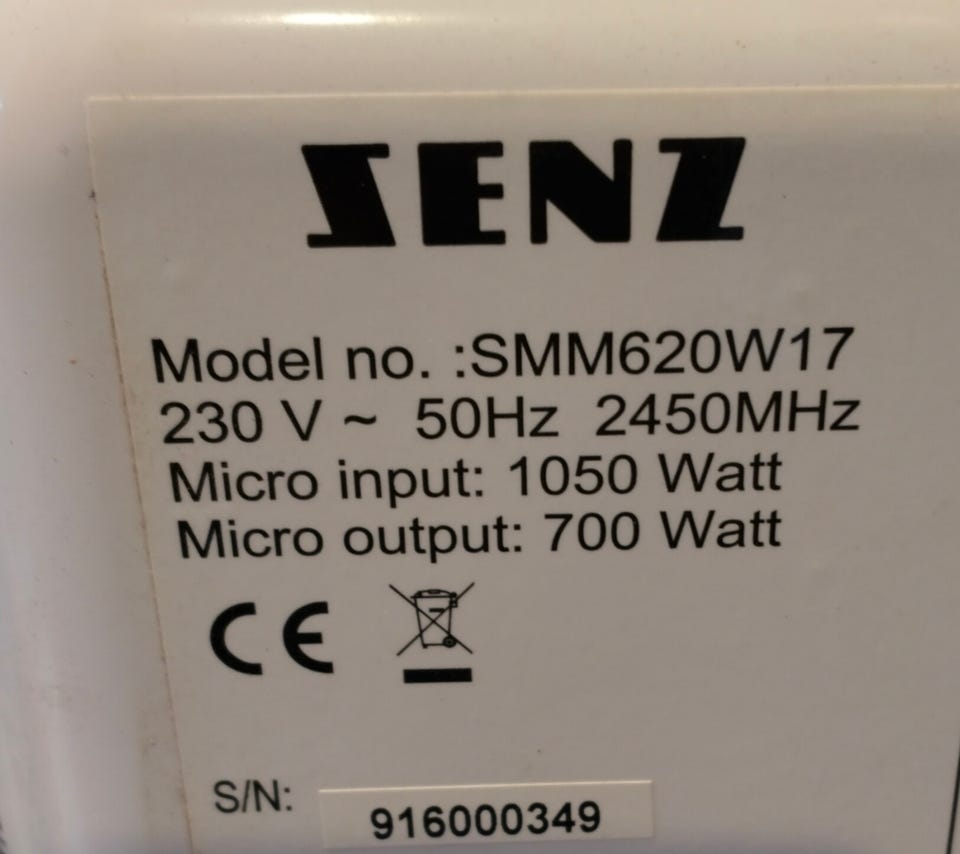 SENZ
Model no. :SMM620W17
230 V ~ 50Hz 2450MHz
Micro input: 1050 Watt
Micro output: 700 Watt
CE
S/N: 916000349